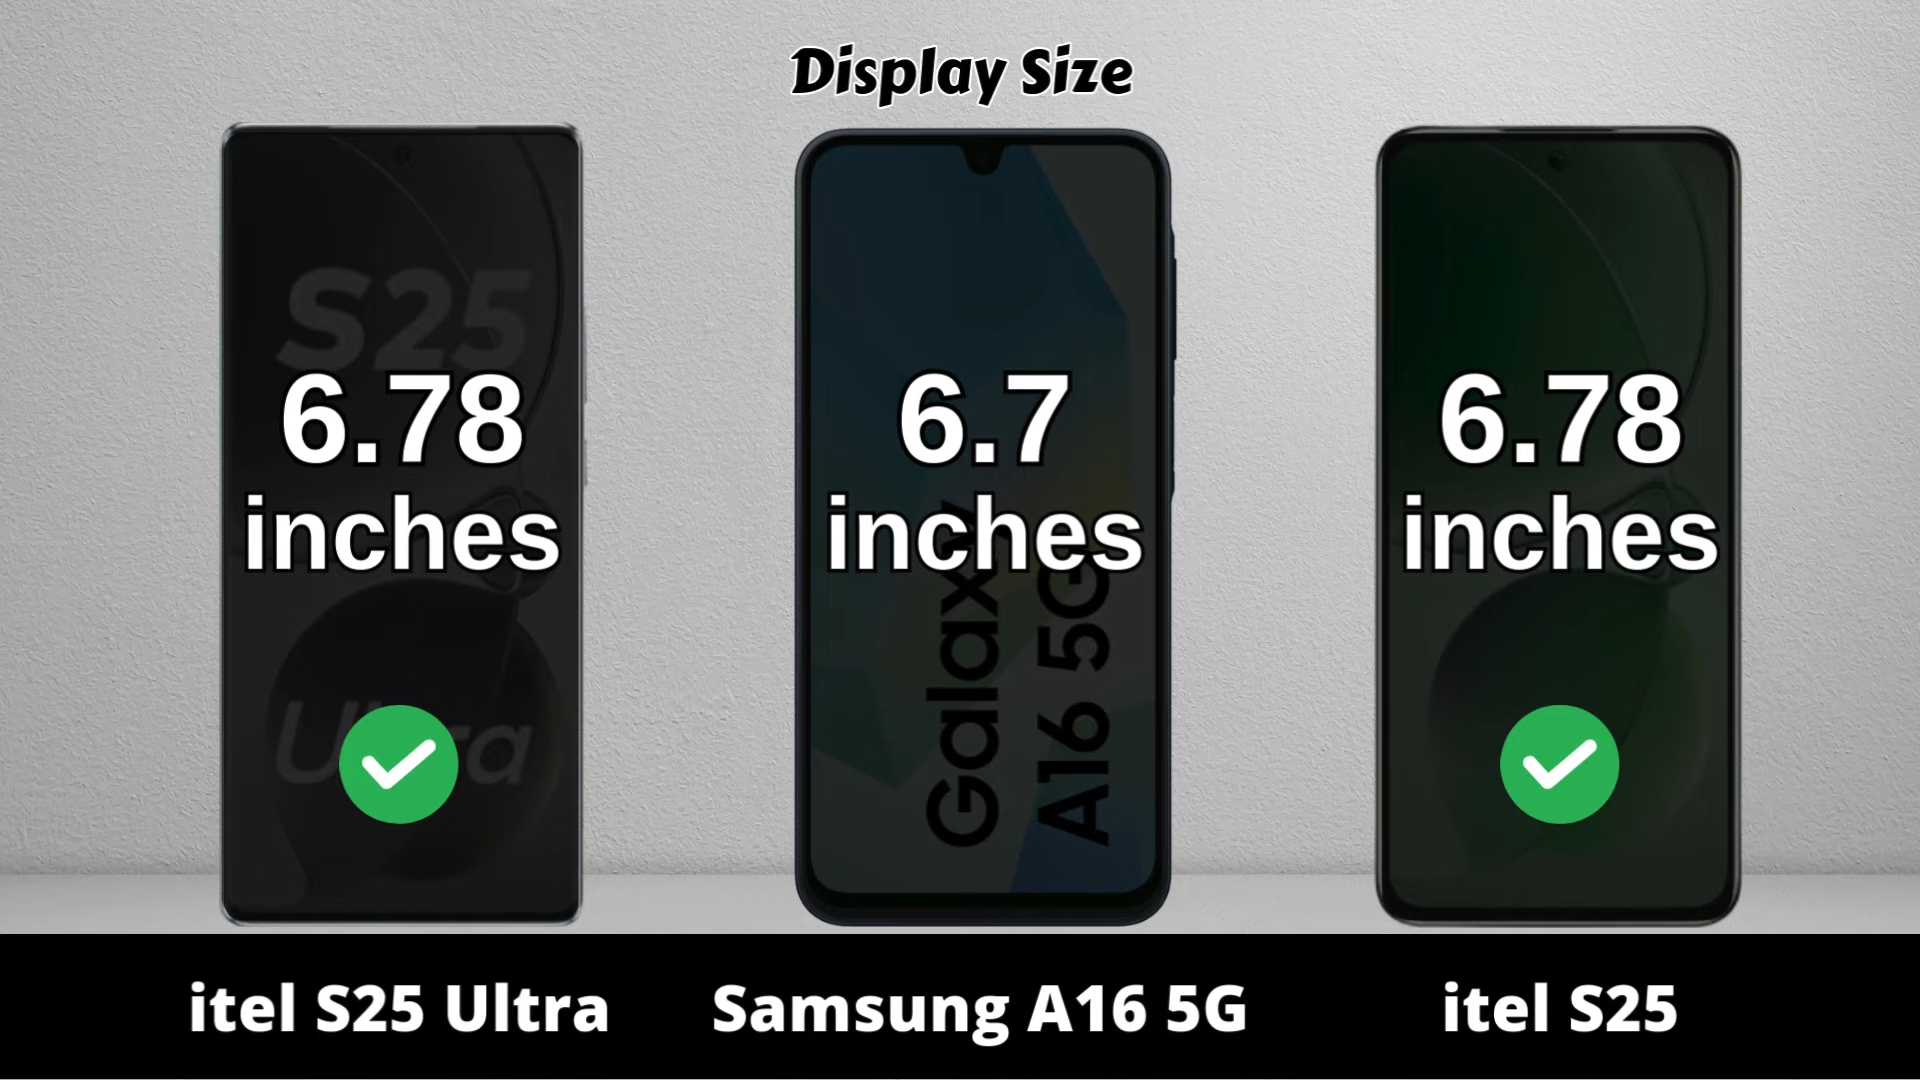 Display Size
S25
6.78
inches
Ultra
6.7
inches
Galaxy
A16 5G
6.78
inches
itel S25 Ultra
Samsung A16 5G
itel S25